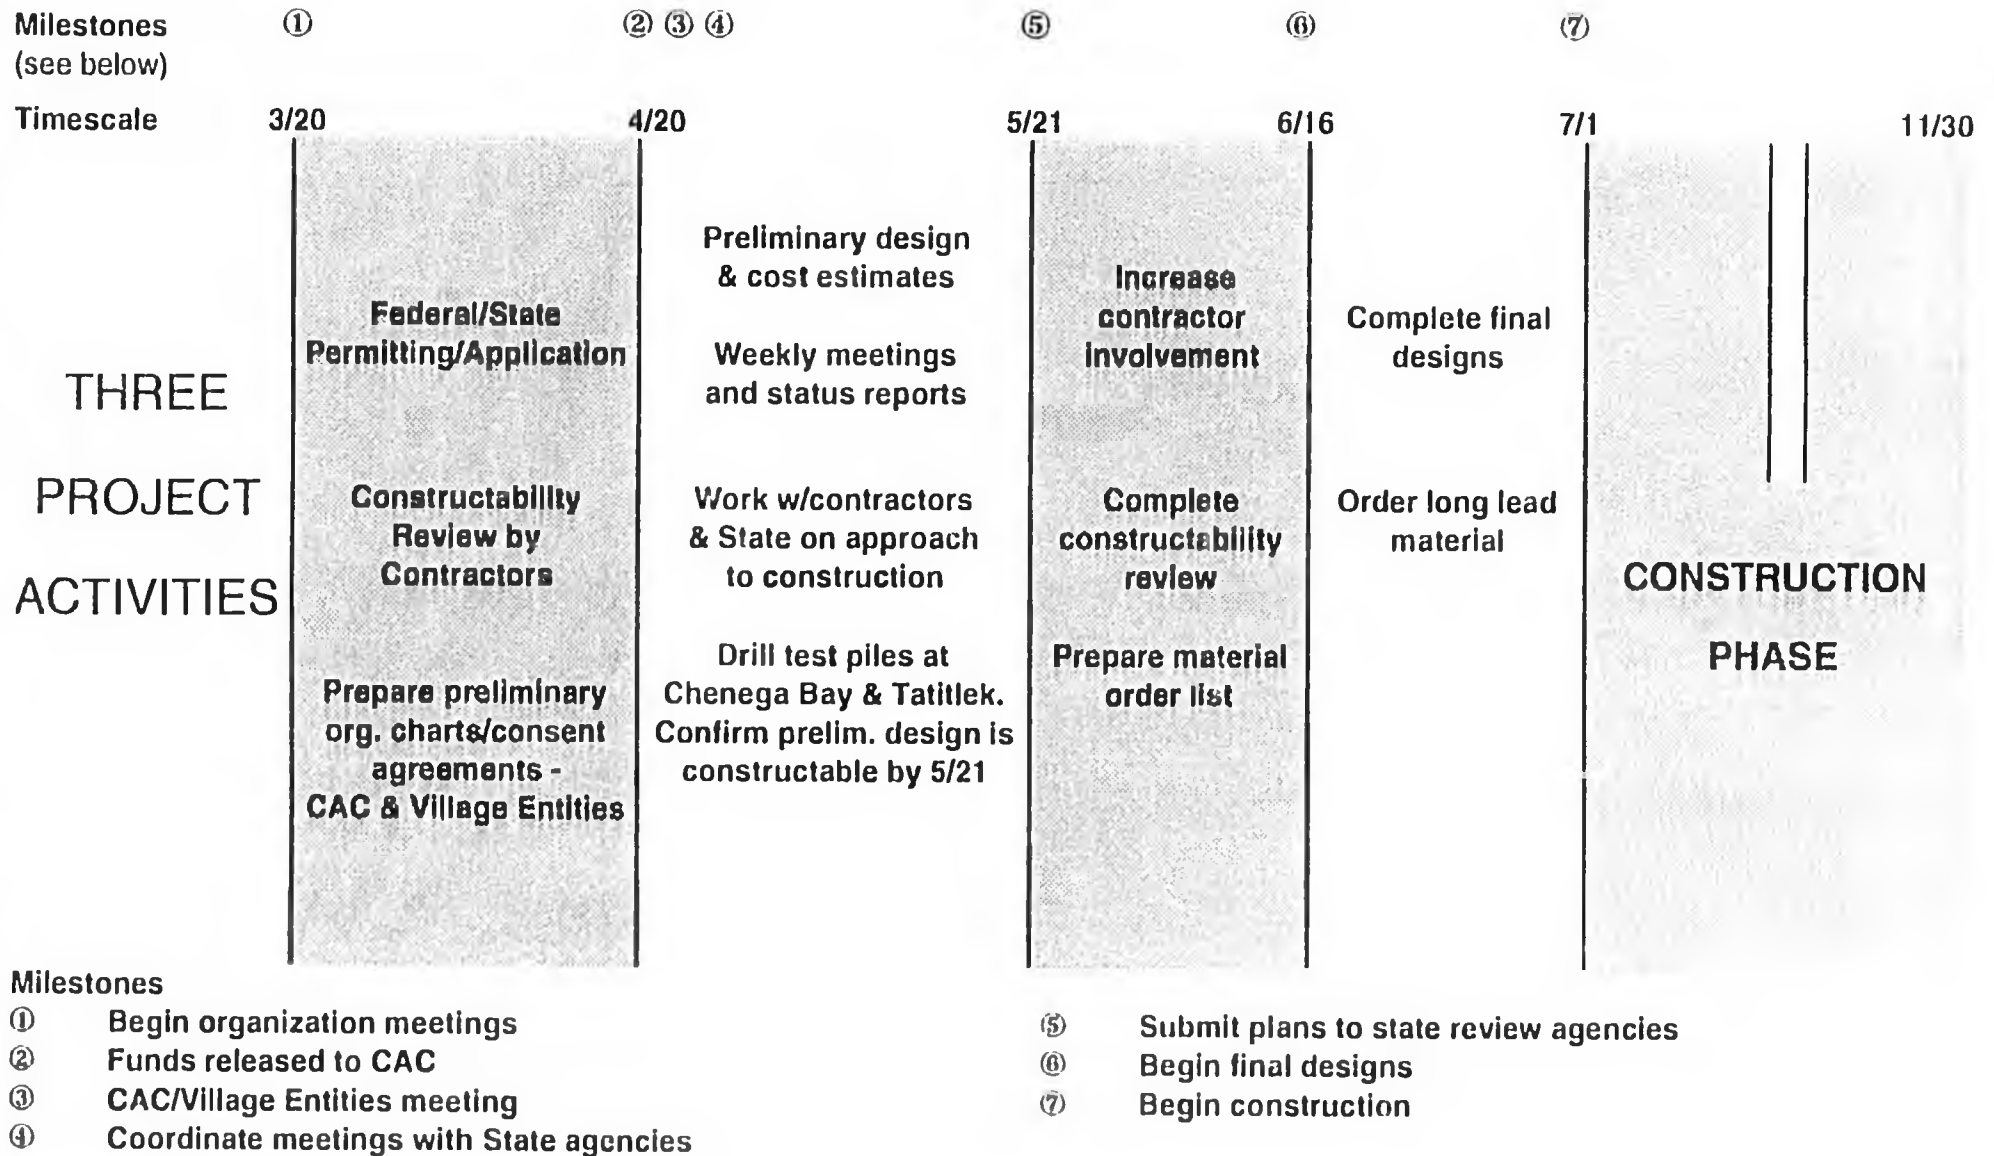 Milestones ① ② ③ ④ ⑤ ⑥ ⑦
(see below)
Timescale 3/20 4/20 5/21 6/16 7/1 11/30
THREE
PROJECT
ACTIVITIES
Federal/State
Permitting/Application
Constructability
Review by
Contractors
Prepare preliminary
org. charts/consent
agreements -
CAC & Village Entities
Preliminary design
& cost estimates
Weekly meetings
and status reports
Work w/contractors
& State on approach
to construction
Drill test piles at
Chenega Bay & Tatitlek.
Confirm prelim. design is
constructable by 5/21
Increase
contractor
involvement
Complete
constructability
review
Prepare material
order list
Complete final
designs
Order long lead
material
CONSTRUCTION
PHASE
Milestones
① Begin organization meetings
② Funds released to CAC
③ CAC/Village Entities meeting
④ Coordinate meetings with State agencies
⑤ Submit plans to state review agencies
⑥ Begin final designs
⑦ Begin construction